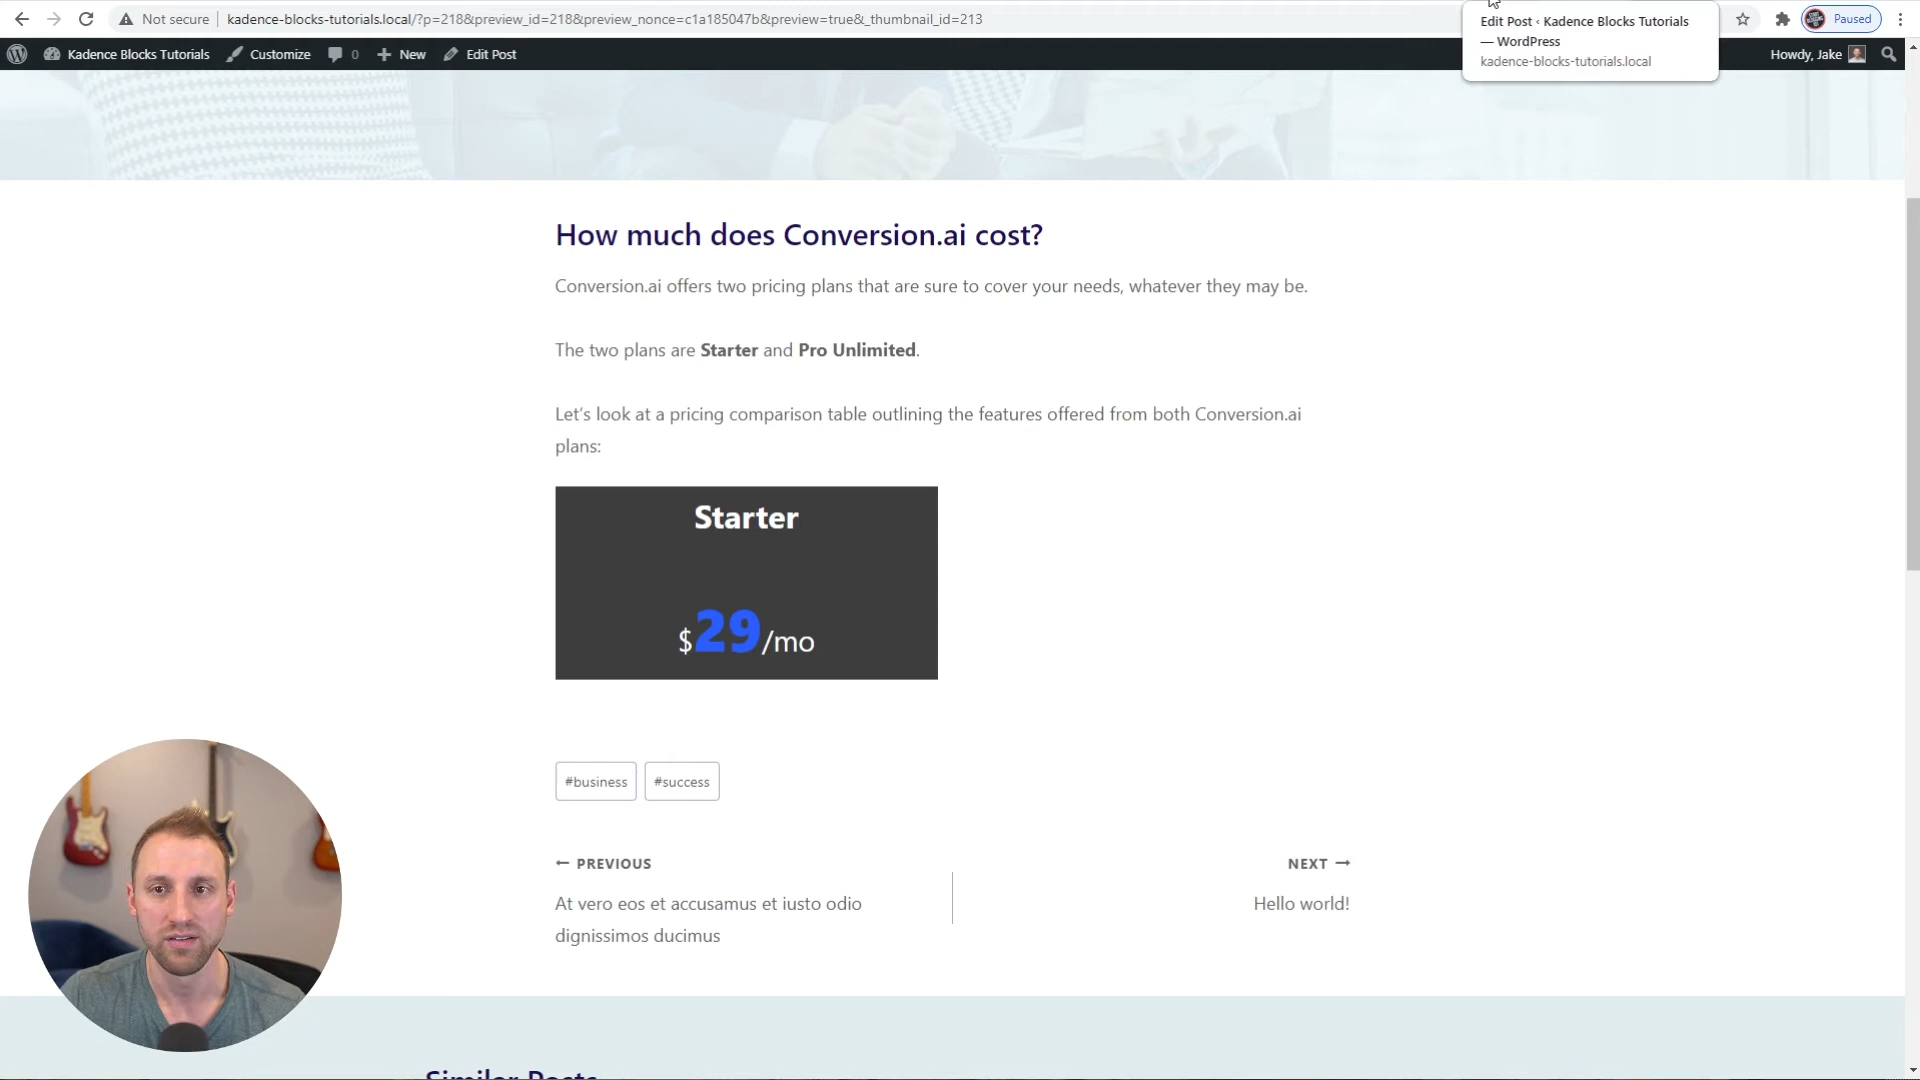 Not secure
kadence-blocks-tutorials.local/?p=218&preview_id=218&preview_nonce=c1a185047b&preview=true&_thumbnail_id=213
Edit Post ‹ Kadence Blocks Tutorials
— WordPress
kadence-blocks-tutorials.local
Paused
Kadence Blocks Tutorials
Customize
0
New
Edit Post
Howdy, Jake
How much does Conversion.ai cost?
Conversion.ai offers two pricing plans that are sure to cover your needs, whatever they may be.
The two plans are Starter and Pro Unlimited.
Let's look at a pricing comparison table outlining the features offered from both Conversion.ai
plans:
Starter
$29/mo
#business
#success
← PREVIOUS
At vero eos et accusamus et iusto odio
dignissimos ducimus
NEXT →
Hello world!
Similar Posts